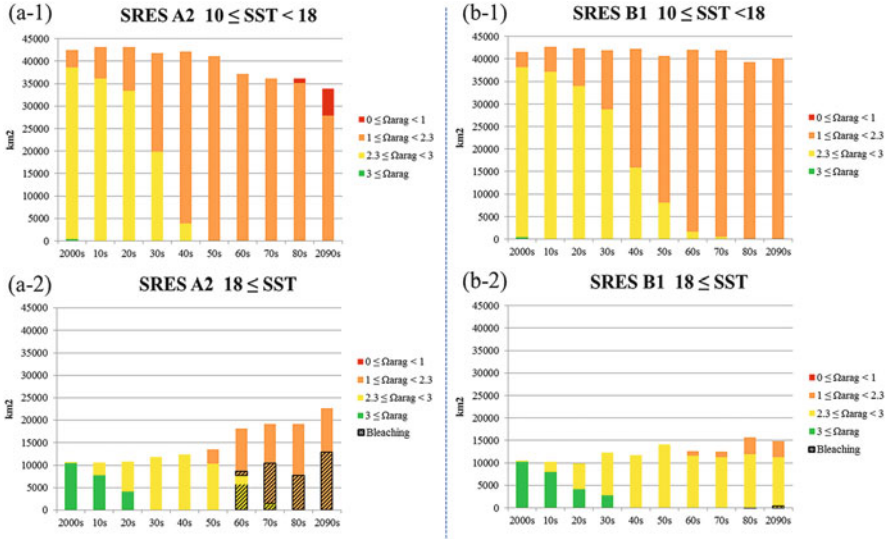 (a-1)
SRES A2 10 ≤ SST < 18
45000
40000
35000
30000
25000
20000
15000
10000
5000
0
km2
2000s 10s 20s 30s 40s 50s 60s 70s 80s 2090s
0 ≤ Ωarag < 1
1 ≤ Ωarag < 2.3
2.3 ≤ Ωarag < 3
3 ≤ Ωarag
(b-1)
SRES B1 10 ≤ SST <18
45000
40000
35000
30000
25000
20000
15000
10000
5000
0
km2
2000s 10s 20s 30s 40s 50s 60s 70s 80s 2090s
0 ≤ Ωarag < 1
1 ≤ Ωarag < 2.3
2.3 ≤ Ωarag < 3
3 ≤ Ωarag
(a-2)
SRES A2 18 ≤ SST
45000
40000
35000
30000
25000
20000
15000
10000
5000
0
km2
2000s 10s 20s 30s 40s 50s 60s 70s 80s 2090s
0 ≤ Ωarag < 1
1 ≤ Ωarag < 2.3
2.3 ≤ Ωarag < 3
3 ≤ Ωarag
Bleaching
(b-2)
SRES B1 18 ≤ SST
45000
40000
35000
30000
25000
20000
15000
10000
5000
0
km2
2000s 10s 20s 30s 40s 50s 60s 70s 80s 2090s
0 ≤ Ωarag < 1
1 ≤ Ωarag < 2.3
2.3 ≤ Ωarag < 3
3 ≤ Ωarag
Bleaching